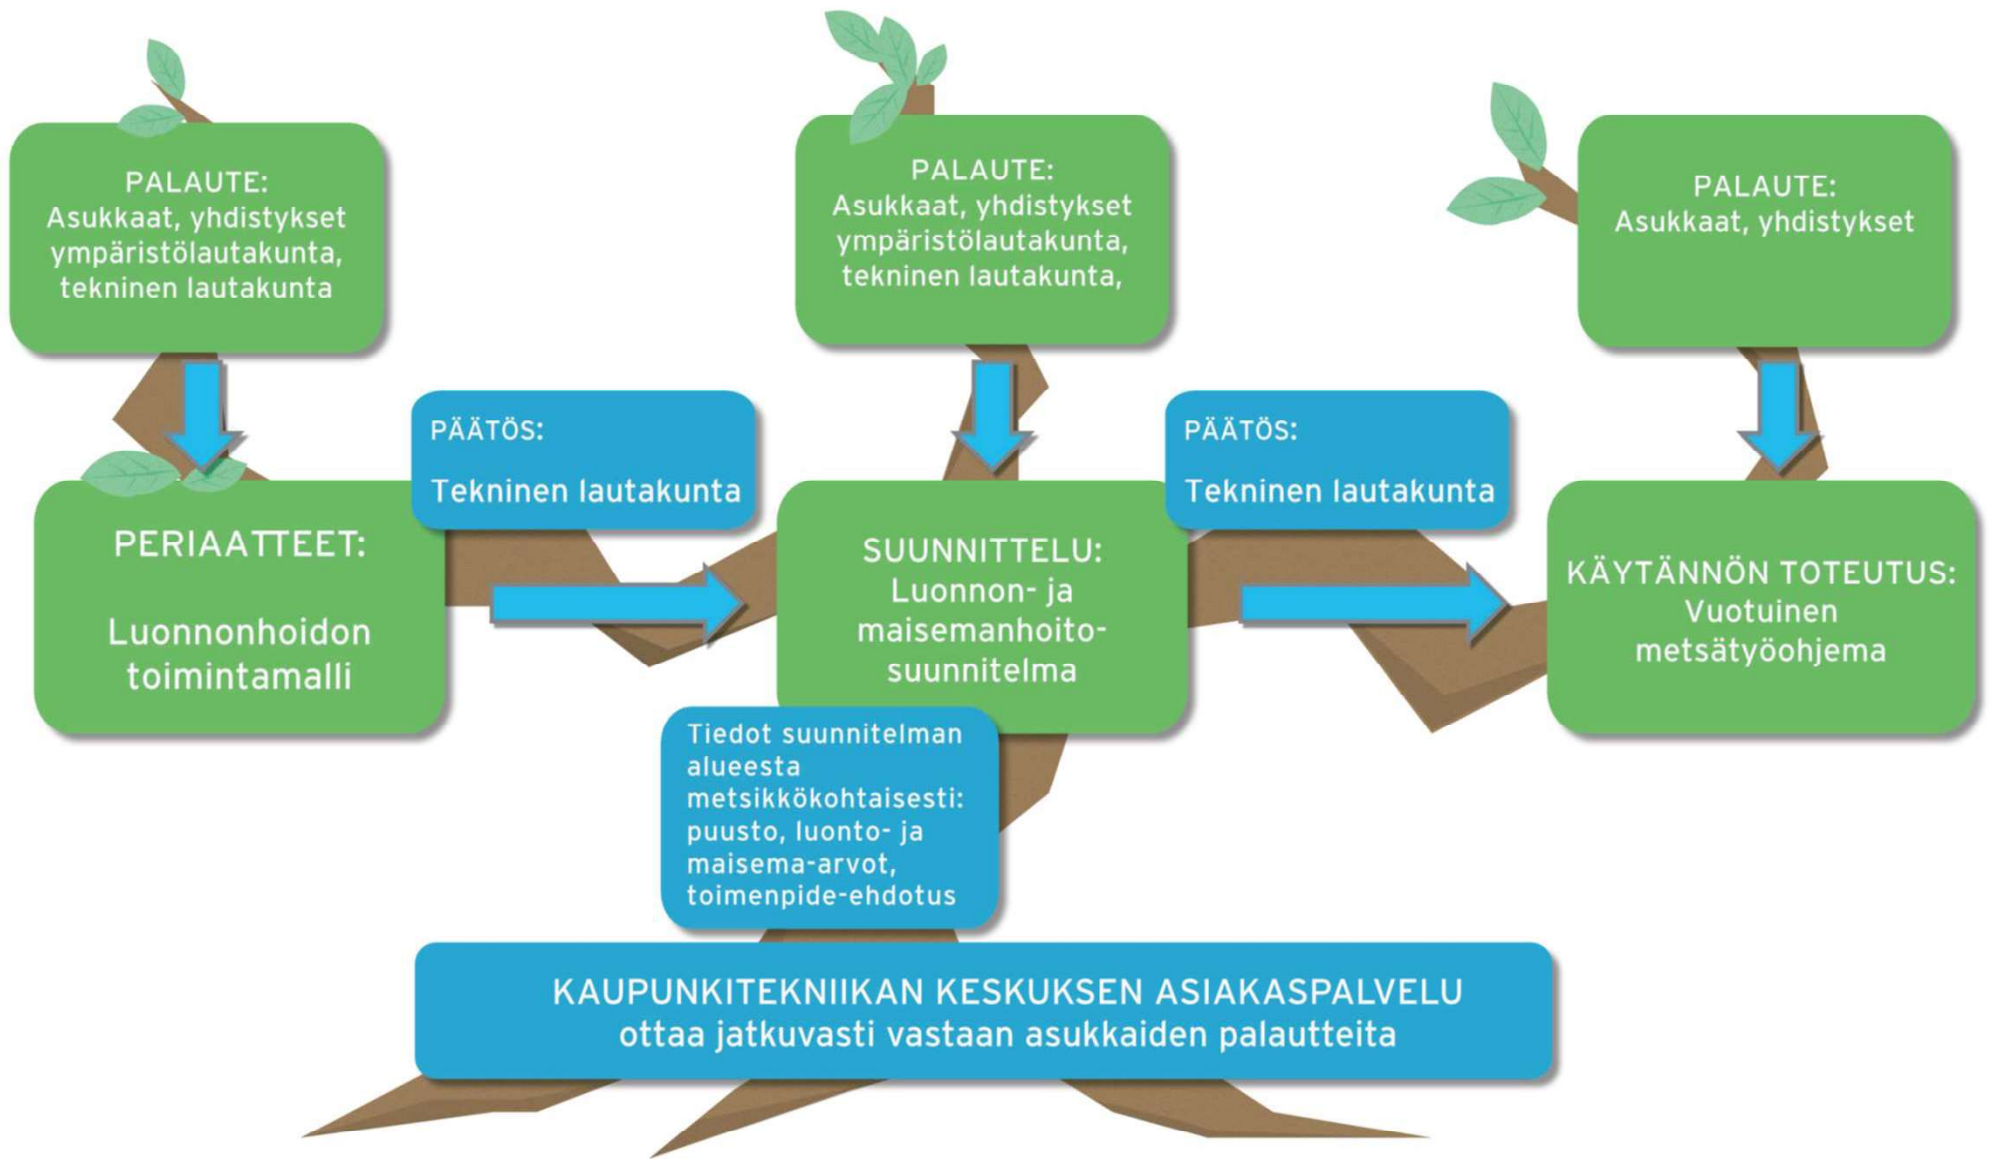 PALAUTE:
Asukkaat, yhdistykset
ympäristölautakunta,
tekninen lautakunta
PALAUTE:
Asukkaat, yhdistykset
ympäristölautakunta,
tekninen lautakunta,
PALAUTE:
Asukkaat, yhdistykset
PERIAATTEET:
Luonnonhoidon
toimintamalli
PÄÄTÖS:
Tekninen lautakunta
SUUNNITTELU:
Luonnon- ja
maisemanhoito-
suunnitelma
PÄÄTÖS:
Tekninen lautakunta
KÄYTÄNNÖN TOTEUTUS:
Vuotuinen
metsätyöohjema
Tiedot suunnitelman
alueesta
metsikkökohtaisesti:
puusto, luonto- ja
maisema-arvot,
toimenpide-ehdotus
KAUPUNKITEKNIIKAN KESKUKSEN ASIAKASPALVELU
ottaa jatkuvasti vastaan asukkaiden palautteita